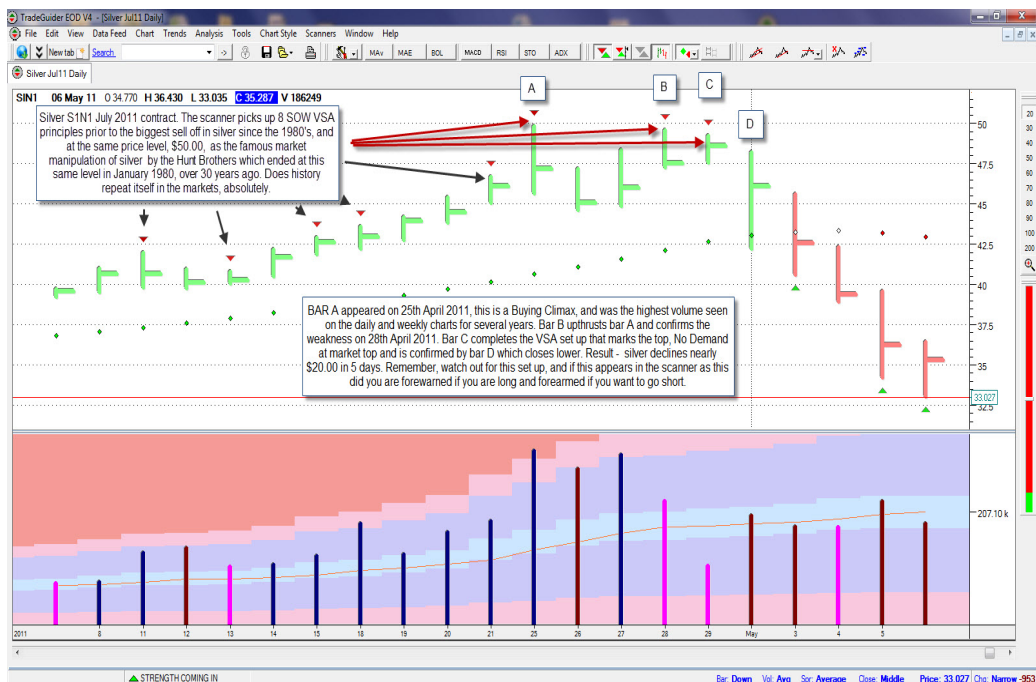 TradeGuider EOD V4 - [Silver Jul11 Daily]
File Edit View Data Feed Chart Trends Analysis Tools Chart Style Scanners Window Help
New tab Search MAv MAE BOL MACD RSI STO ADX
Silver Jul11 Daily
SIN1 06 May 11 O 34.770 H 36.430 L 33.035 C 35.287 V 186249
Silver S1N1 July 2011 contract. The scanner picks up 8 SOW VSA
principles prior to the biggest sell off in silver since the 1980's, and
at the same price level, $50.00, as the famous market
manipulation of silver by the Hunt Brothers which ended at this
same level in January 1980, over 30 years ago. Does history
repeat itself in the markets, absolutely.
A
B
C
D
BAR A appeared on 25th April 2011, this is a Buying Climax, and was the highest volume seen
on the daily and weekly charts for several years. Bar B upthrusts bar A and confirms the
weakness on 28th April 2011. Bar C completes the VSA set up that marks the top, No Demand
at market top and is confirmed by bar D which closes lower. Result - silver declines nearly
$20.00 in 5 days. Remember, watch out for this set up, and if this appears in the scanner as this
did you are forewarned if you are long and forearmed if you want to go short.
50
47.5
45
42.5
40
37.5
35
33.027
32.5
20
30
40
50
60
70
80
90
100
200
207.10 k
2011 8 11 12 13 14 15 18 19 20 21 25 26 27 28 29 May 3 4 5
STRENGTH COMING IN
Bar: Down Vol: Avg Spr: Average Close: Middle Price: 33.027 Chg: Narrow -953